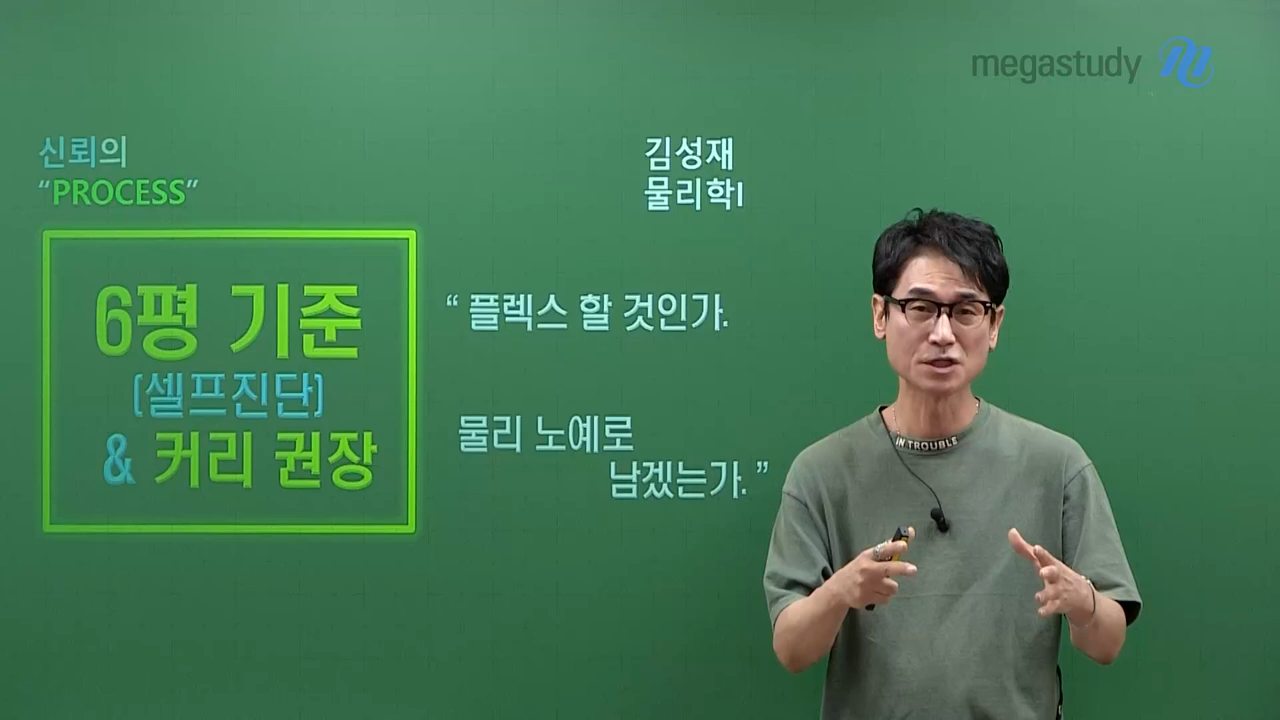 megastudy
신뢰의
“PROCESS”
김성재
물리학I
6평 기준
(셀프진단)
& 커리 권장
“ 플렉스 할 것인가.
물리 노예로
남겠는가. ”
IN TROUBLE